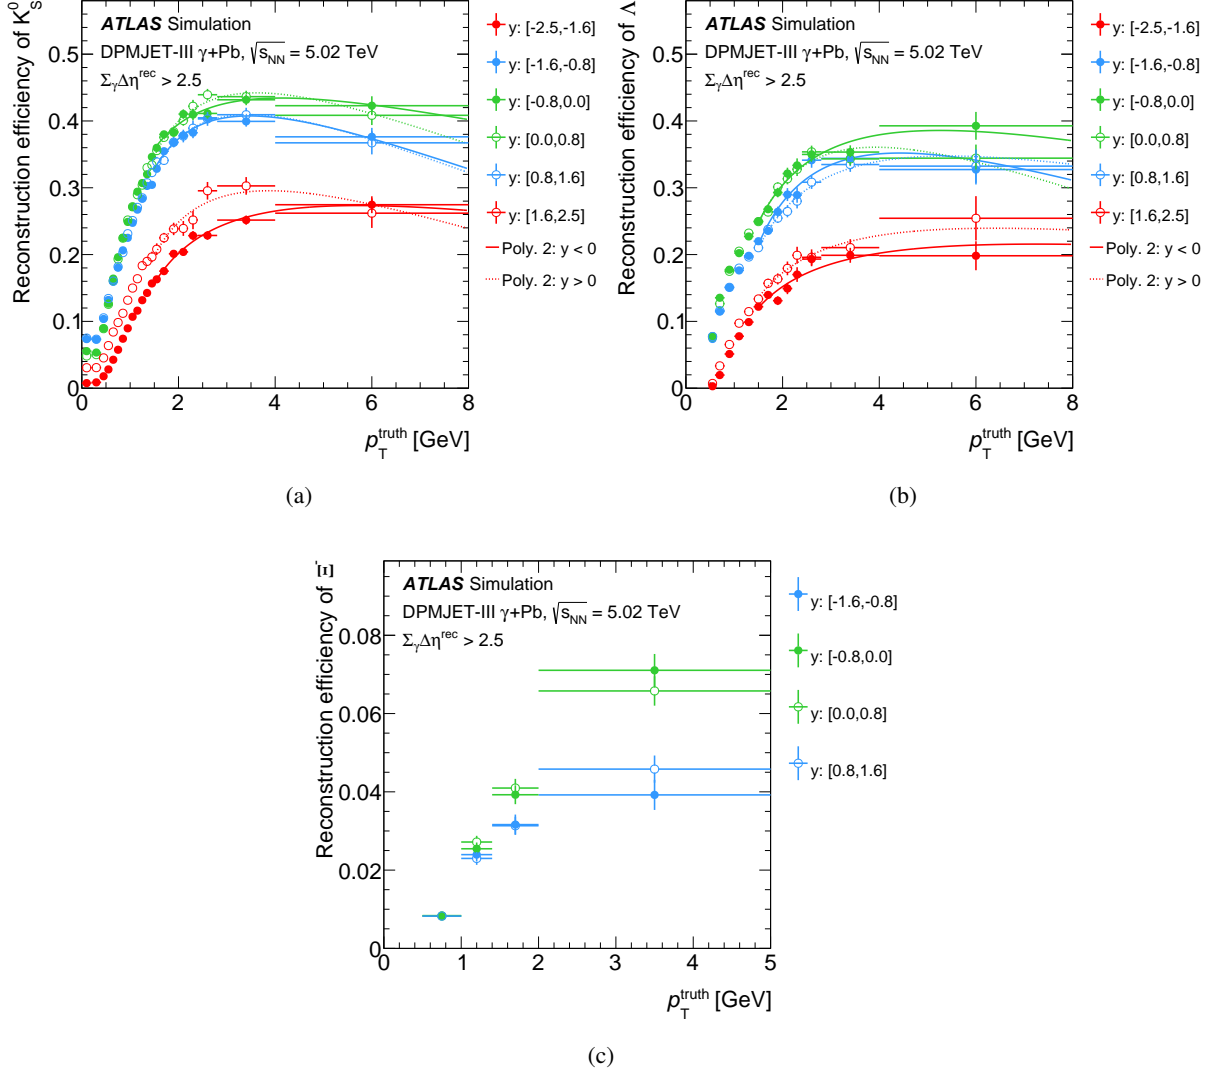 Reconstruction efficiency of K⁰S
ATLAS Simulation
DPMJET-III γ+Pb, √sNN = 5.02 TeV
ΣγΔηrec > 2.5
0.5
0.4
0.3
0.2
0.1
0
0 2 4 6 8
pTtruth [GeV]
y: [-2.5,-1.6]
y: [-1.6,-0.8]
y: [-0.8,0.0]
y: [0.0,0.8]
y: [0.8,1.6]
y: [1.6,2.5]
Poly. 2: y < 0
Poly. 2: y > 0
(a)
Reconstruction efficiency of Λ
ATLAS Simulation
DPMJET-III γ+Pb, √sNN = 5.02 TeV
ΣγΔηrec > 2.5
0.5
0.4
0.3
0.2
0.1
0
0 2 4 6 8
pTtruth [GeV]
y: [-2.5,-1.6]
y: [-1.6,-0.8]
y: [-0.8,0.0]
y: [0.0,0.8]
y: [0.8,1.6]
y: [1.6,2.5]
Poly. 2: y < 0
Poly. 2: y > 0
(b)
Reconstruction efficiency of Ξ
ATLAS Simulation
DPMJET-III γ+Pb, √sNN = 5.02 TeV
ΣγΔηrec > 2.5
0.08
0.06
0.04
0.02
0
0 1 2 3 4 5
pTtruth [GeV]
y: [-1.6,-0.8]
y: [-0.8,0.0]
y: [0.0,0.8]
y: [0.8,1.6]
(c)